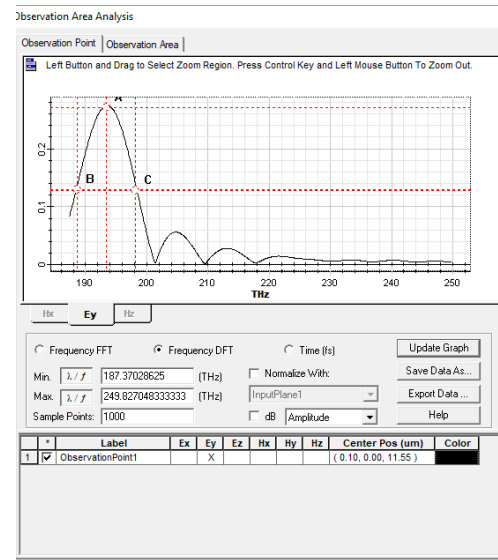 Observation Area Analysis
Observation Point Observation Area
Left Button and Drag to Select Zoom Region. Press Control Key and Left Mouse Button To Zoom Out.
A
0.2
B C
0.1
0
190 200 210 220 230 240 250
THz
Hx Ey Hz
Frequency FFT Frequency DFT Time (fs) Update Graph
Min. λ / f 187.37028625 (THz) Normalize With: Save Data As...
Max. λ / f 249.827048333333 (THz) InputPlane1 Export Data ...
Sample Points: 1000 dB Amplitude Help
* Label Ex Ey Ez Hx Hy Hz Center Pos (um) Color
1 ObservationPoint1 X ( 0.10, 0.00, 11.55 )